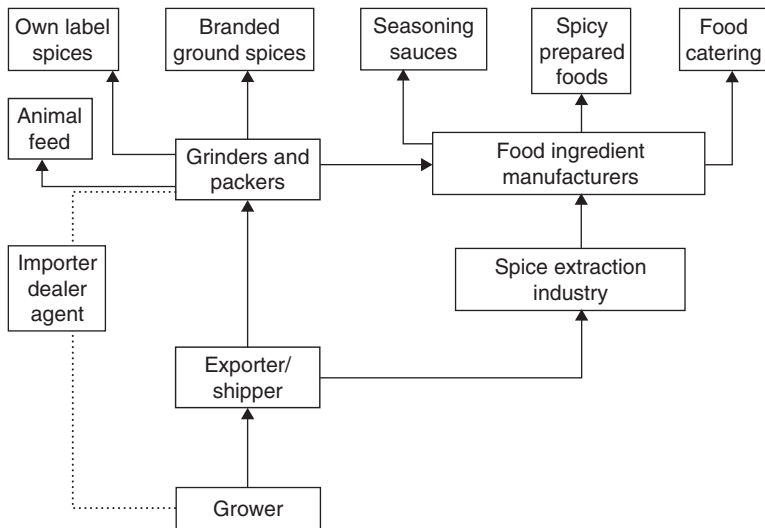 Own label
spices
Branded
ground spices
Seasoning
sauces
Spicy
prepared
foods
Food
catering
Animal
feed
Grinders and
packers
Food ingredient
manufacturers
Importer
dealer
agent
Spice extraction
industry
Exporter/
shipper
Grower